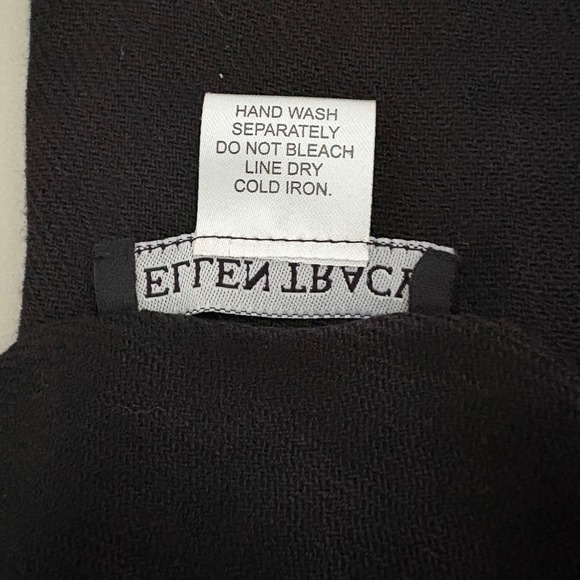 HAND WASH
SEPARATELY
DO NOT BLEACH
LINE DRY
COLD IRON.
ELLEN TRACY